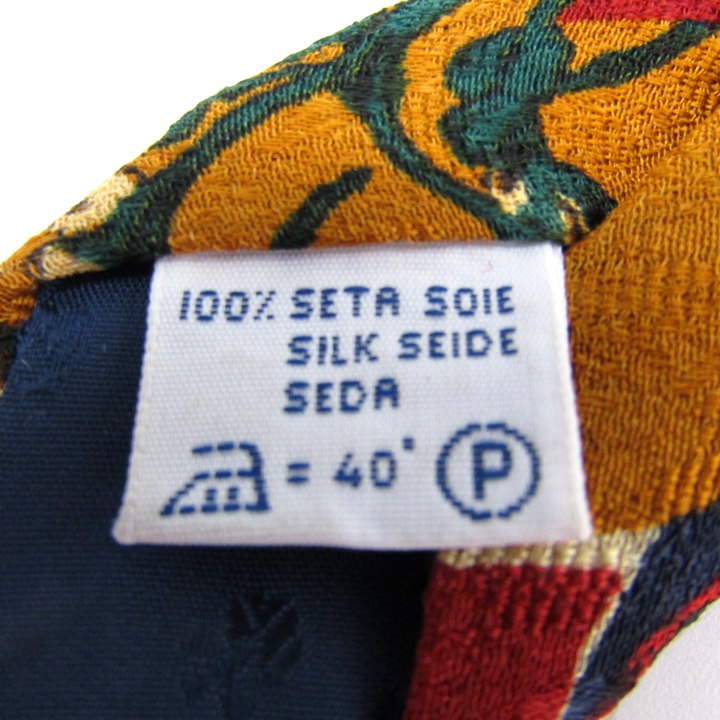 100% SETA SOIE
SILK SEIDE
SEDA
= 40° P